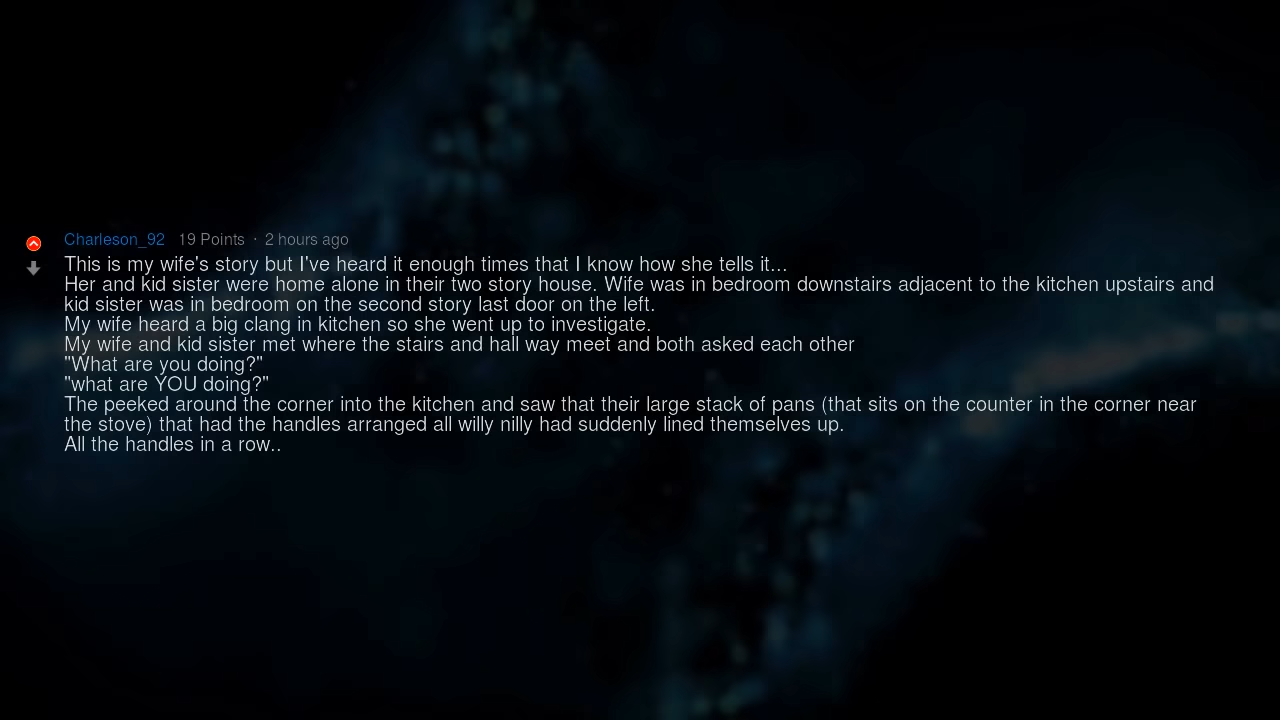 Charleson_92 19 Points · 2 hours ago
This is my wife's story but I've heard it enough times that I know how she tells it...
Her and kid sister were home alone in their two story house. Wife was in bedroom downstairs adjacent to the kitchen upstairs and
kid sister was in bedroom on the second story last door on the left.
My wife heard a big clang in kitchen so she went up to investigate.
My wife and kid sister met where the stairs and hall way meet and both asked each other
"What are you doing?"
"what are YOU doing?"
The peeked around the corner into the kitchen and saw that their large stack of pans (that sits on the counter in the corner near
the stove) that had the handles arranged all willy nilly had suddenly lined themselves up.
All the handles in a row..